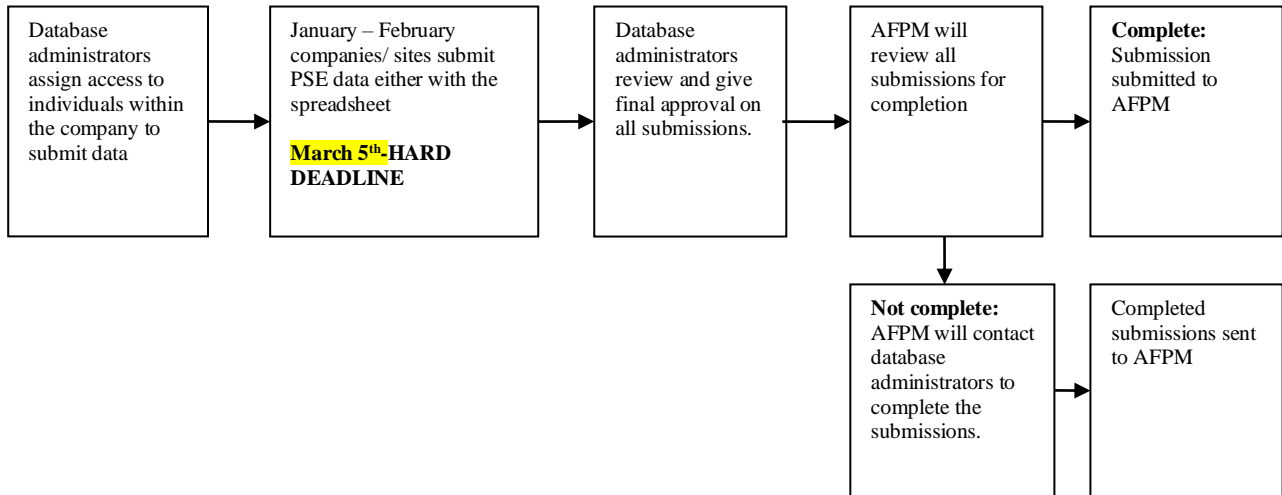 Database
administrators
assign access to
individuals within
the company to
submit data
January – February
companies/ sites submit
PSE data either with the
spreadsheet
March 5th-HARD
DEADLINE
Database
administrators
review and give
final approval on
all submissions.
AFPM will
review all
submissions for
completion
Complete:
Submission
submitted to
AFPM
Not complete:
AFPM will contact
database
administrators to
complete the
submissions.
Completed
submissions sent
to AFPM